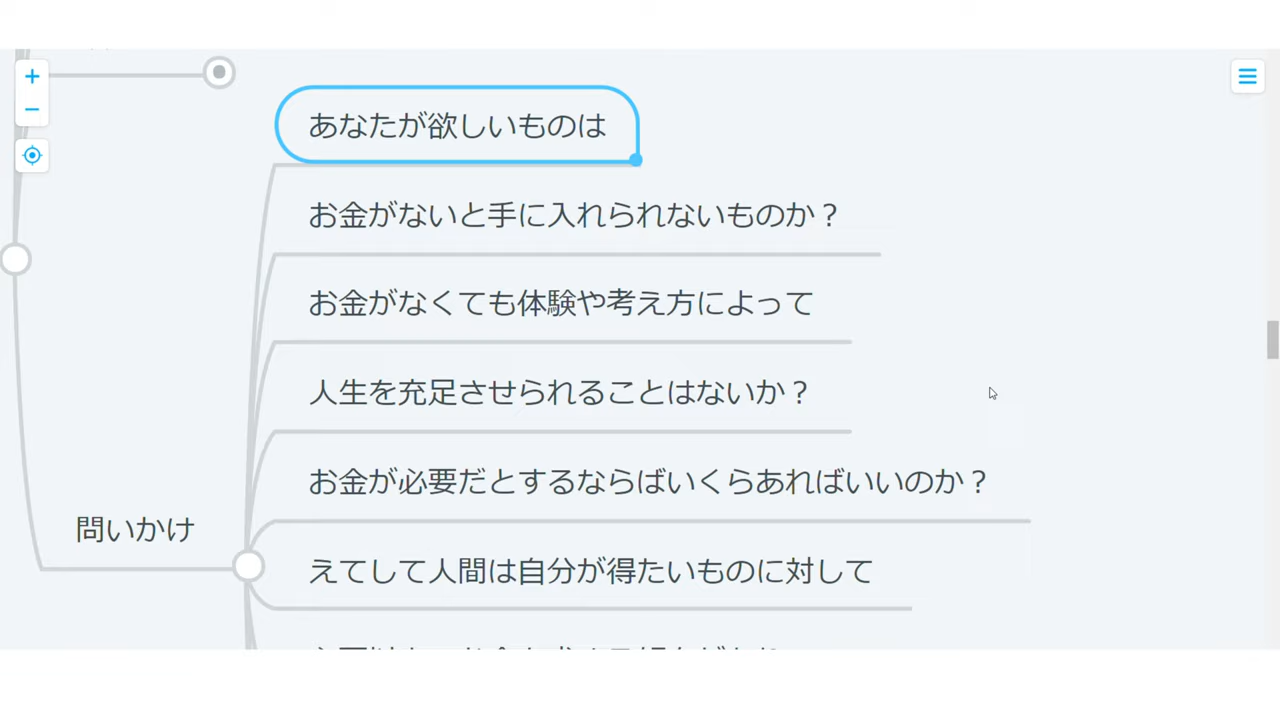 あなたが欲しいものは
お金がないと手に入れられないものか？
お金がなくても体験や考え方によって
人生を充足させられることはないか？
お金が必要だとするならばいくらあればいいのか？
問いかけ
えてして人間は自分が得たいものに対して